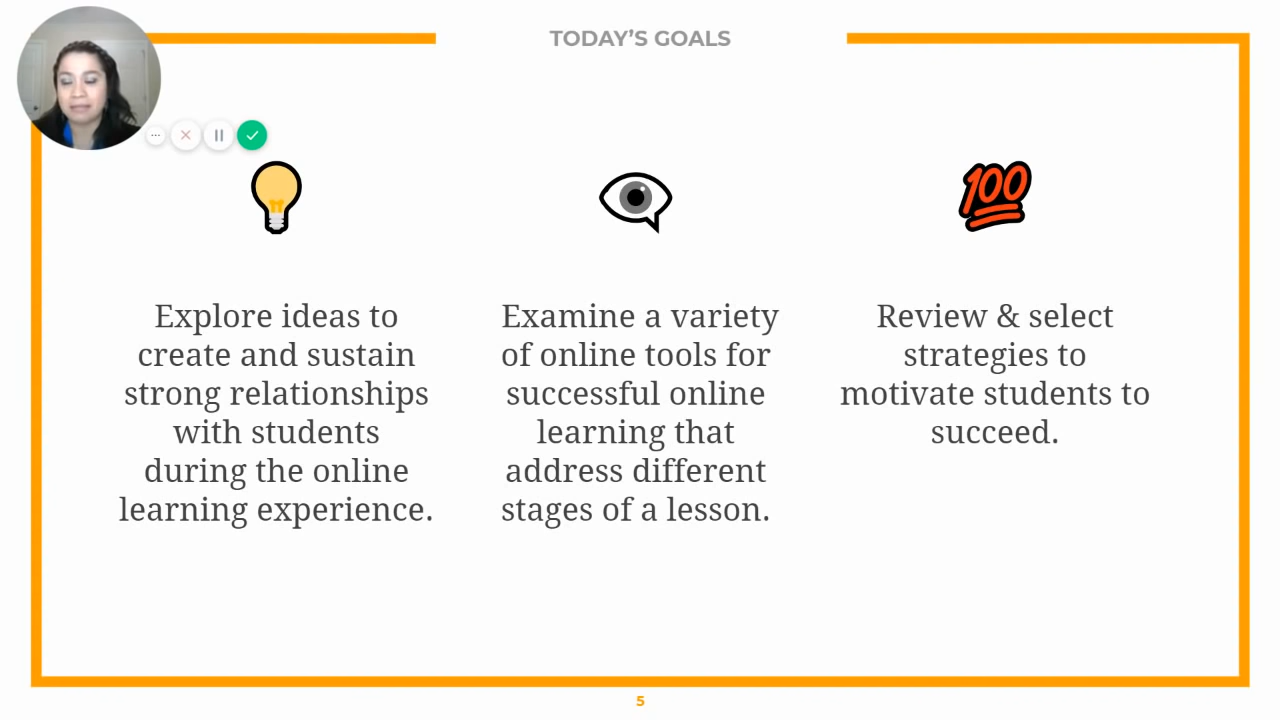 TODAY’S GOALS
Explore ideas to
create and sustain
strong relationships
with students
during the online
learning experience.
Examine a variety
of online tools for
successful online
learning that
address different
stages of a lesson.
100
Review & select
strategies to
motivate students to
succeed.
5